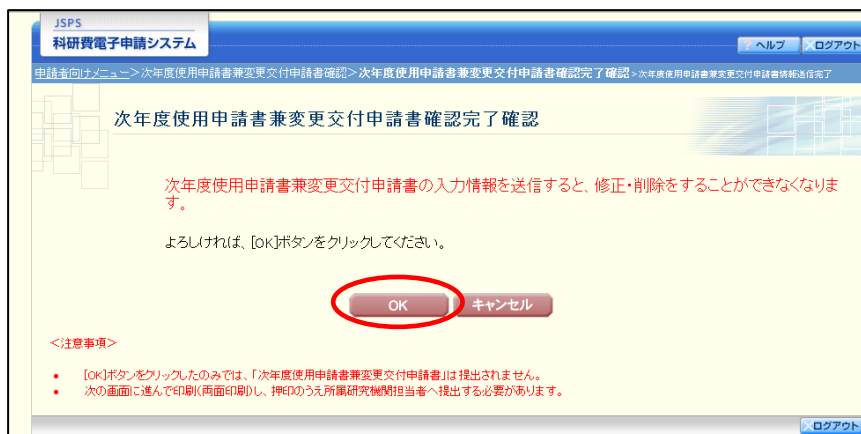 JSPS
科研費電子申請システム
? ヘルプ ×ログアウト
申請者向けメニュー>次年度使用申請書兼変更交付申請書確認>次年度使用申請書兼変更交付申請書確認完了確認>次年度使用申請書兼変更交付申請書情報送信完了
次年度使用申請書兼変更交付申請書確認完了確認
次年度使用申請書兼変更交付申請書の入力情報を送信すると、修正・削除をすることができなくなりま
す。
よろしければ、[OK]ボタンをクリックしてください。
OK キャンセル
<注意事項>
• [OK]ボタンをクリックしたのみでは、「次年度使用申請書兼変更交付申請書」は提出されません。
• 次の画面に進んで印刷(両面印刷)し、押印のうえ所属研究機関担当者へ提出する必要があります。
×ログアウト